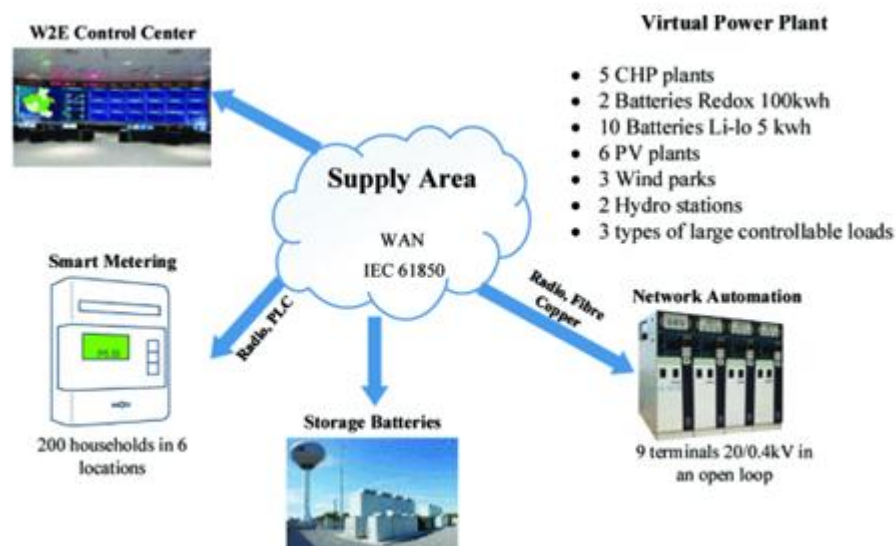 W2E Control Center
Virtual Power Plant
• 5 CHP plants
• 2 Batteries Redox 100kwh
• 10 Batteries Li-lo 5 kwh
• 6 PV plants
• 3 Wind parks
• 2 Hydro stations
• 3 types of large controllable loads
Supply Area
WAN
IEC 61850
Smart Metering
Radio, PLC
Radio, Fibre
Copper
Network Automation
Storage Batteries
200 households in 6
locations
9 terminals 20/0.4kV in
an open loop